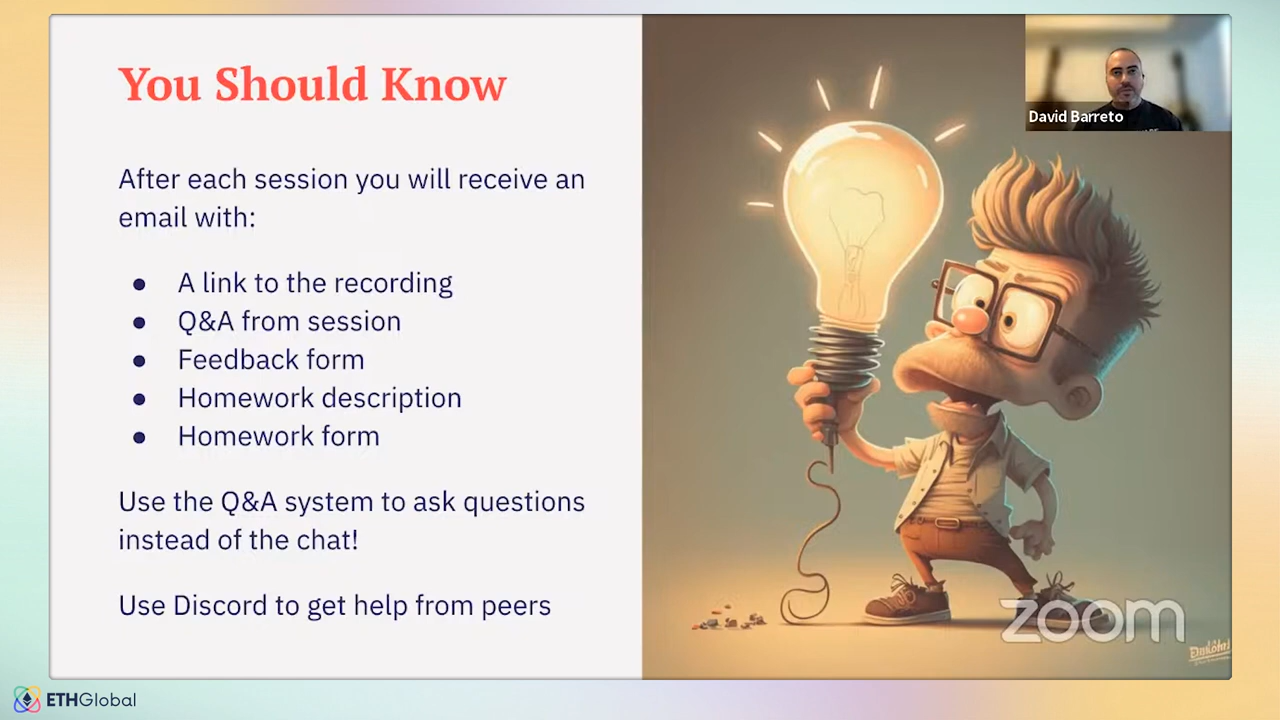 You Should Know
After each session you will receive an
email with:
● A link to the recording
● Q&A from session
● Feedback form
● Homework description
● Homework form
Use the Q&A system to ask questions
instead of the chat!
Use Discord to get help from peers
David Barreto
zoom
ETHGlobal